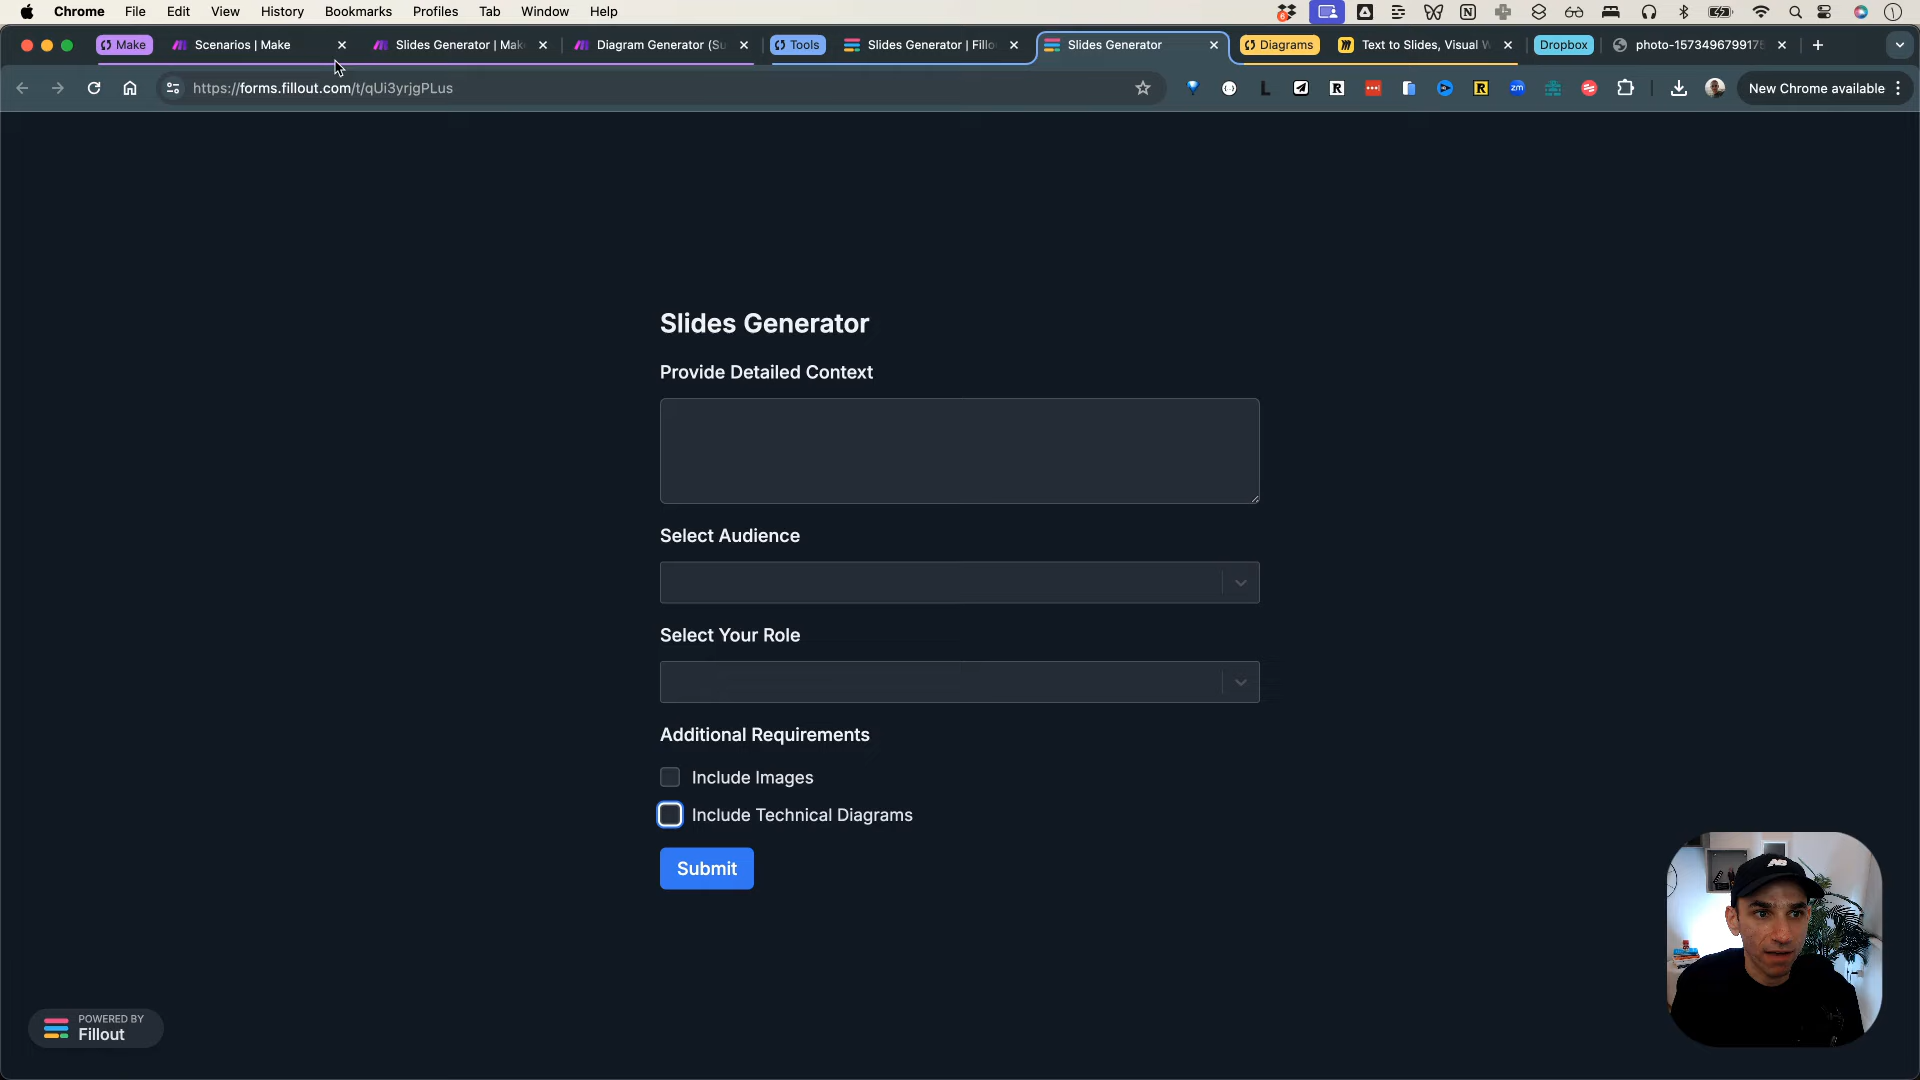 Chrome File Edit View History Bookmarks Profiles Tab Window Help
Make Scenarios | Make Slides Generator | Mak Diagram Generator (Su Tools Slides Generator | Fillo Slides Generator Diagrams Text to Slides, Visual W Dropbox photo-1573496799175
https://forms.fillout.com/t/qUi3yrjgPLus New Chrome available
Slides Generator
Provide Detailed Context
Select Audience
Select Your Role
Additional Requirements
Include Images
Include Technical Diagrams
Submit
POWERED BY
Fillout